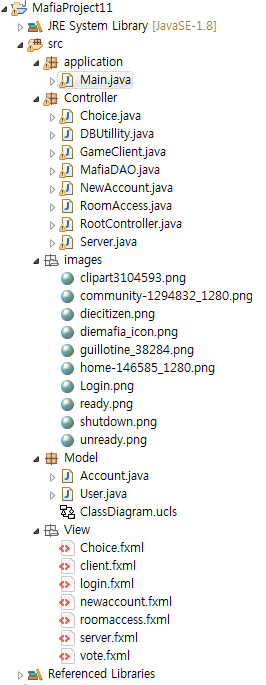 MafiaProject11
JRE System Library [JavaSE-1.8]
src
application
Main.java
Controller
Choice.java
DBUtillity.java
GameClient.java
MafiaDAO.java
NewAccount.java
RoomAccess.java
RootController.java
Server.java
images
clipart3104593.png
community-1294832_1280.png
diecitizen.png
diemafia_icon.png
guillotine_38284.png
home-146585_1280.png
Login.png
ready.png
shutdown.png
unready.png
Model
Account.java
User.java
ClassDiagram.ucls
View
Choice.fxml
client.fxml
login.fxml
newaccount.fxml
roomaccess.fxml
server.fxml
vote.fxml
Referenced Libraries